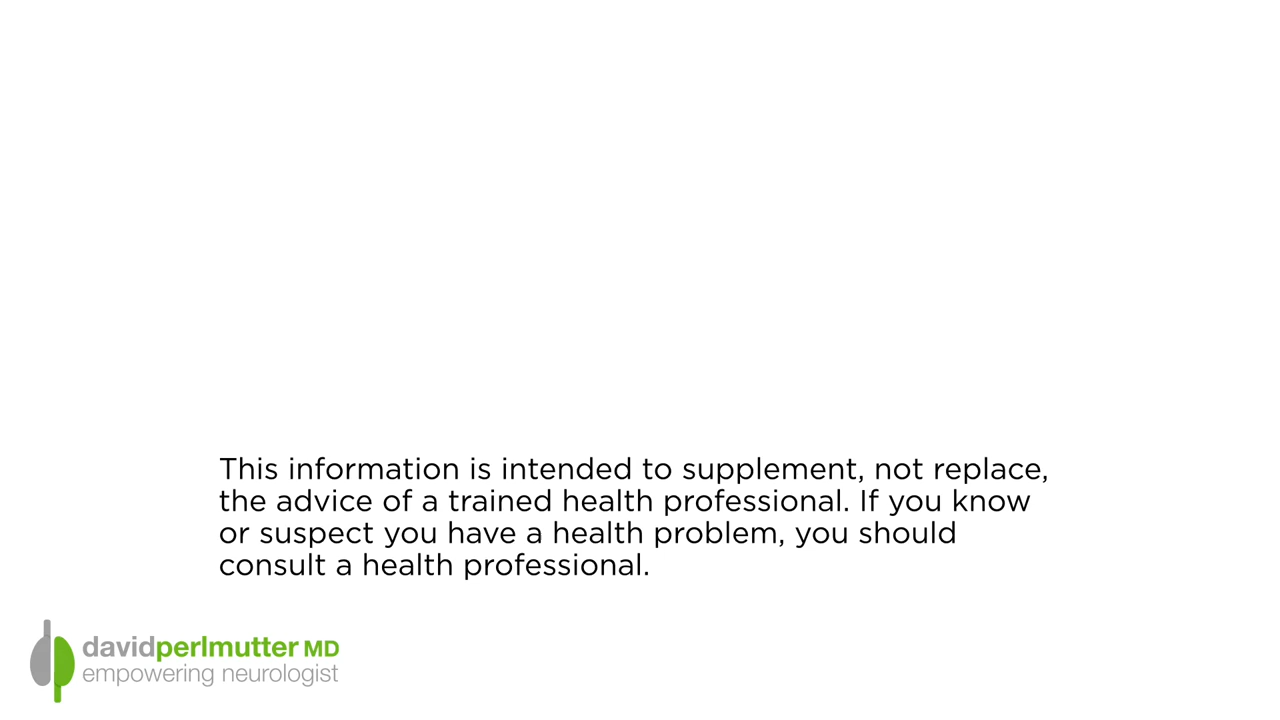 This information is intended to supplement, not replace,
the advice of a trained health professional. If you know
or suspect you have a health problem, you should
consult a health professional.
davidperlmutter MD
empowering neurologist